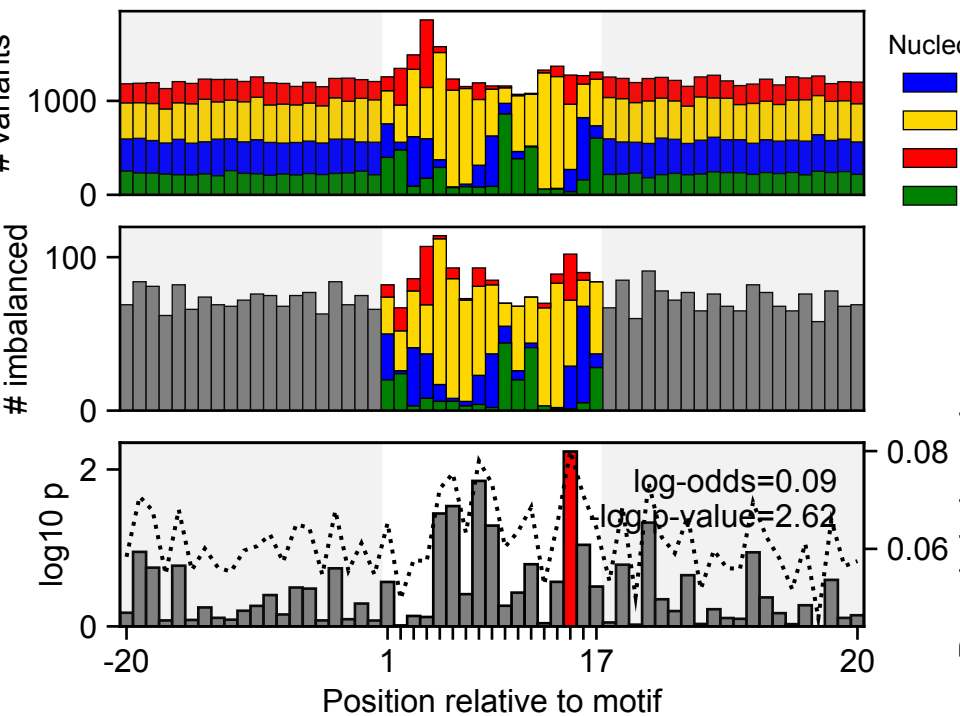 # variants
1000
0
Nucleo
# imbalanced
100
0
log10 p
2
0
log-odds=0.09
-log p-value=2.62
0.08
0.06
-20
1
17
20
Position relative to motif